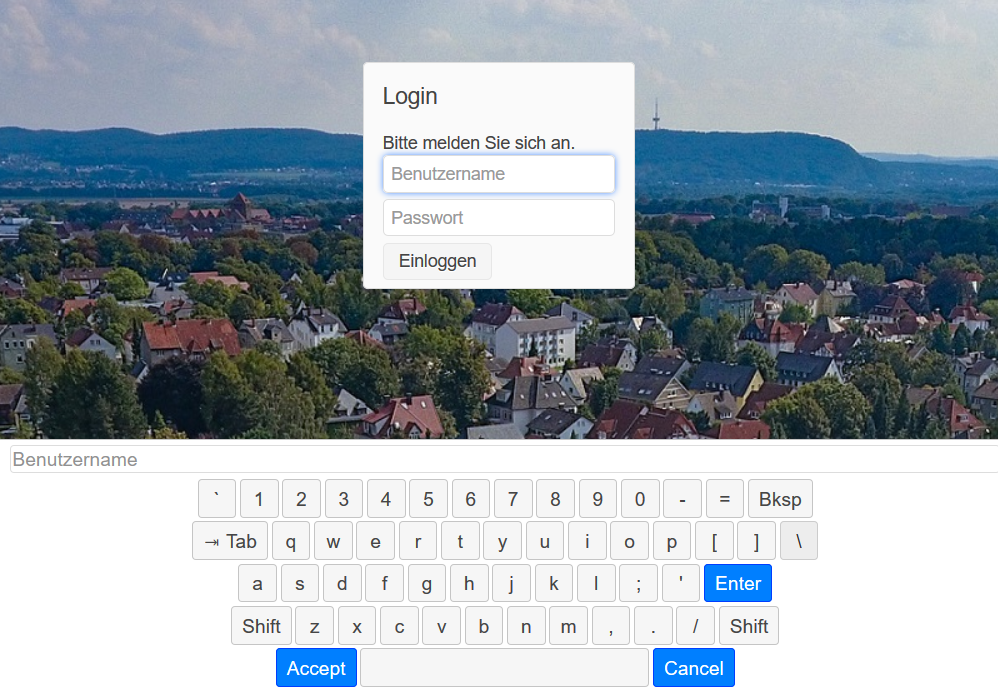 Login
Bitte melden Sie sich an.
Benutzername
Passwort
Einloggen
Benutzername
` 1 2 3 4 5 6 7 8 9 0 - = Bksp
⇥ Tab q w e r t y u i o p [ ] \
a s d f g h j k l ; ' Enter
Shift z x c v b n m , . / Shift
Accept Cancel